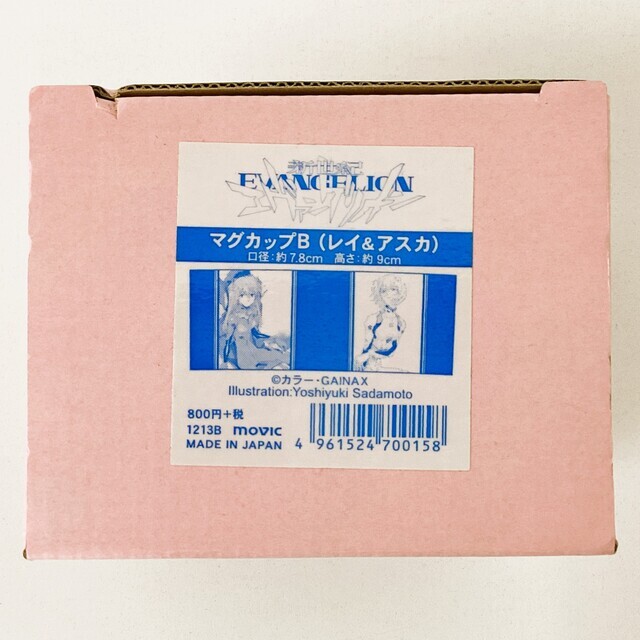 新世紀
EVANGELION
エヴァンゲリオン
マグカップB（レイ&アスカ）
口径：約7.8cm 高さ：約9cm
©カラー・GAINAX
Illustration:Yoshiyuki Sadamoto
800円+税
1213B movic
MADE IN JAPAN
4 961524 700158